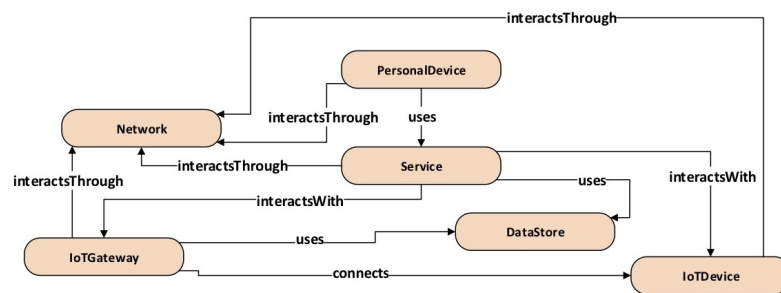 interactsThrough
PersonalDevice
interactsThrough
uses
Network
interactsThrough
Service
interactsThrough
interactsWith
uses
interactsWith
DataStore
uses
IoTGateway
connects
IoTDevice